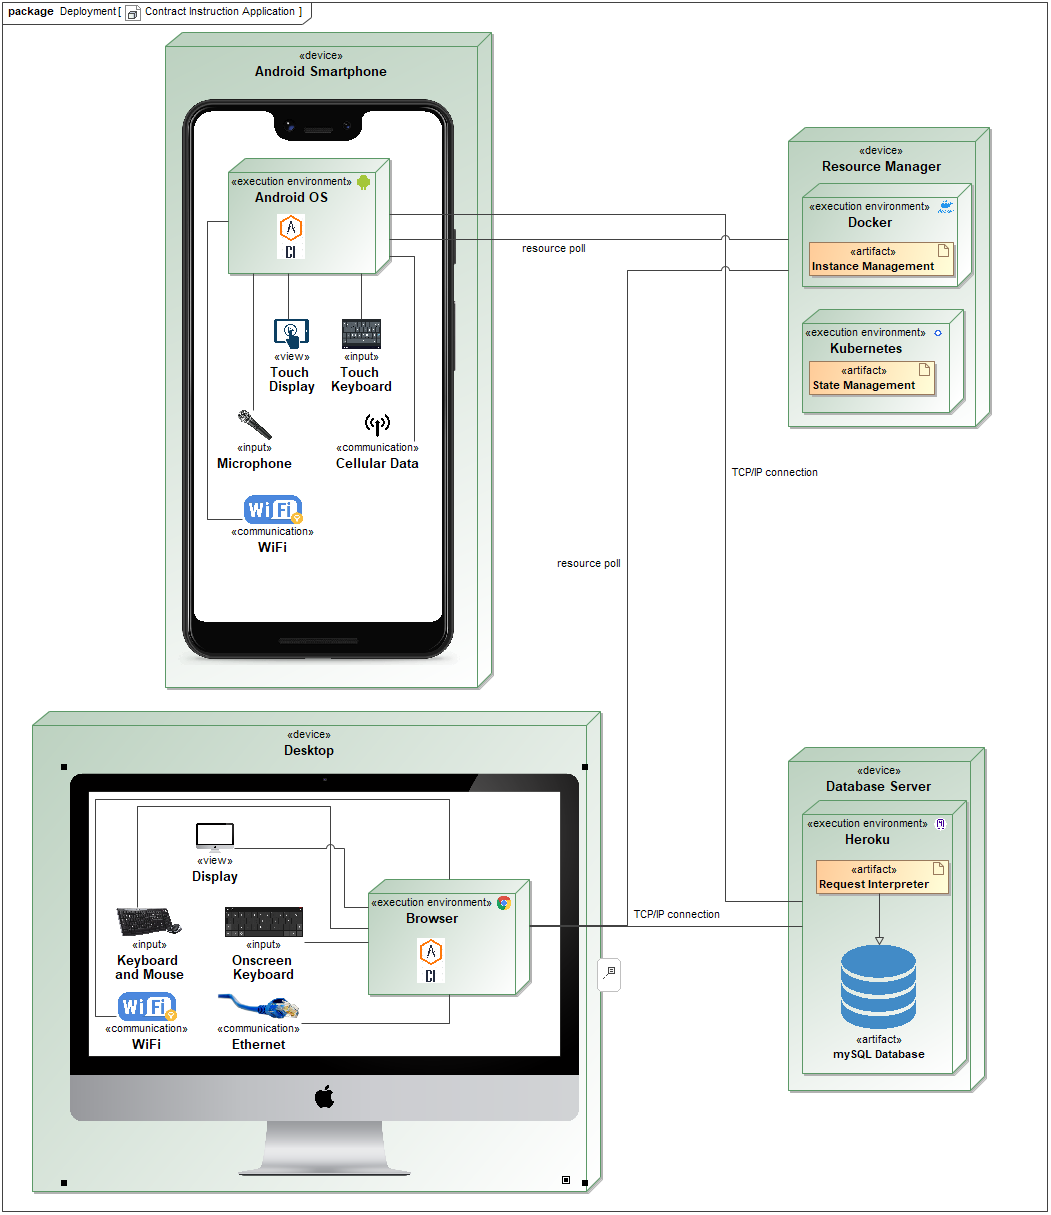 package Deployment [ Contract Instruction Application ]
«device»
Android Smartphone
«execution environment»
Android OS
A
CI
«view»
Touch
Display
«input»
Touch
Keyboard
«input»
Microphone
«communication»
Cellular Data
WiFi
«communication»
WiFi
resource poll
«device»
Resource Manager
«execution environment»
docker
Docker
«artifact»
Instance Management
«execution environment»
Kubernetes
«artifact»
State Management
TCP/IP connection
resource poll
«device»
Desktop
«view»
Display
«input»
Keyboard
and Mouse
«input»
Onscreen
Keyboard
WiFi
«communication»
WiFi
«communication»
Ethernet
«execution environment»
Browser
A
CI
TCP/IP connection
«device»
Database Server
«execution environment»
Heroku
«artifact»
Request Interpreter
«artifact»
mySQL Database